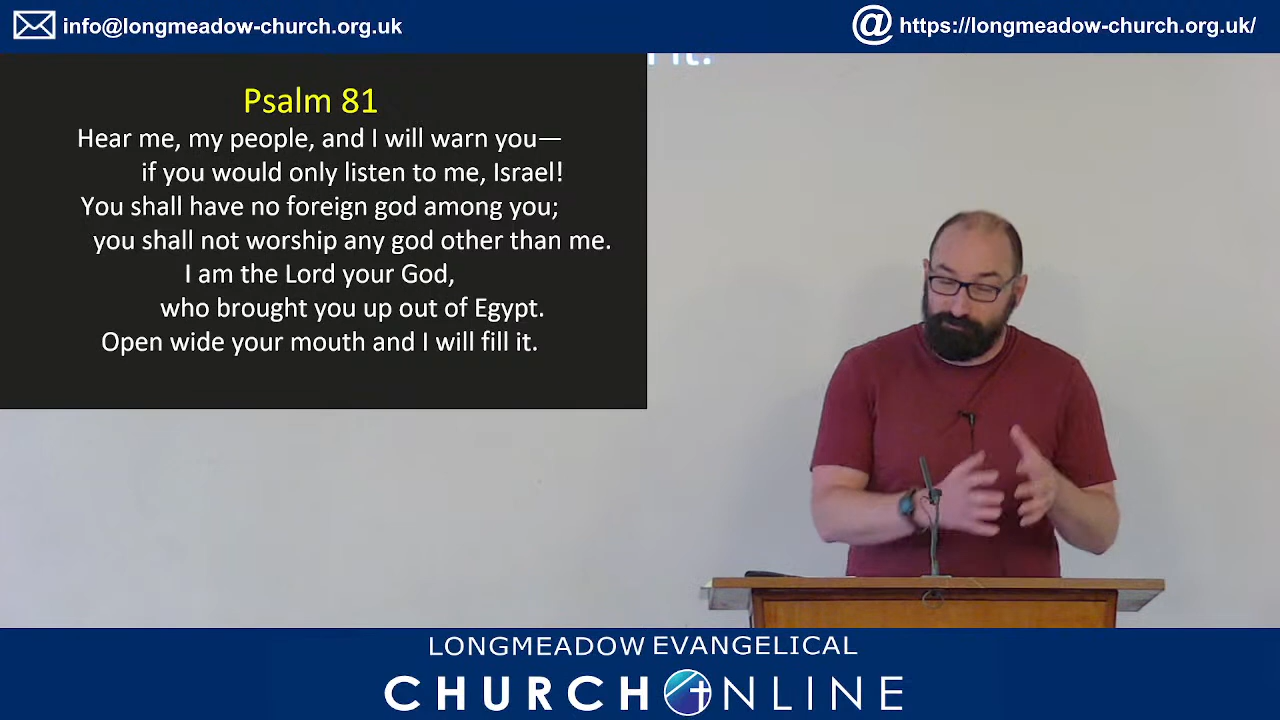 info@longmeadow-church.org.uk
@ https://longmeadow-church.org.uk/
Psalm 81
Hear me, my people, and I will warn you—
if you would only listen to me, Israel!
You shall have no foreign god among you;
you shall not worship any god other than me.
I am the Lord your God,
who brought you up out of Egypt.
Open wide your mouth and I will fill it.
it.
LONGMEADOW EVANGELICAL
CHURCH ONLINE